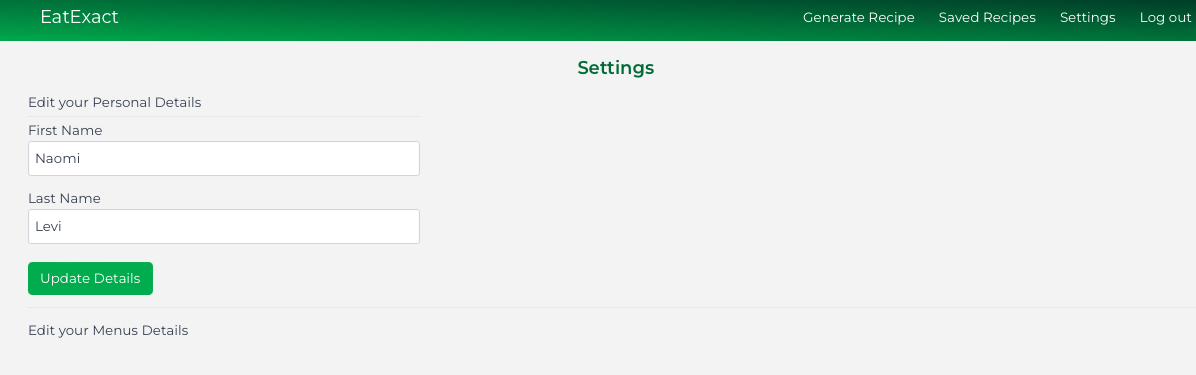 EatExact
Generate Recipe Saved Recipes Settings Log out
Settings
Edit your Personal Details
First Name
Naomi
Last Name
Levi
Update Details
Edit your Menus Details